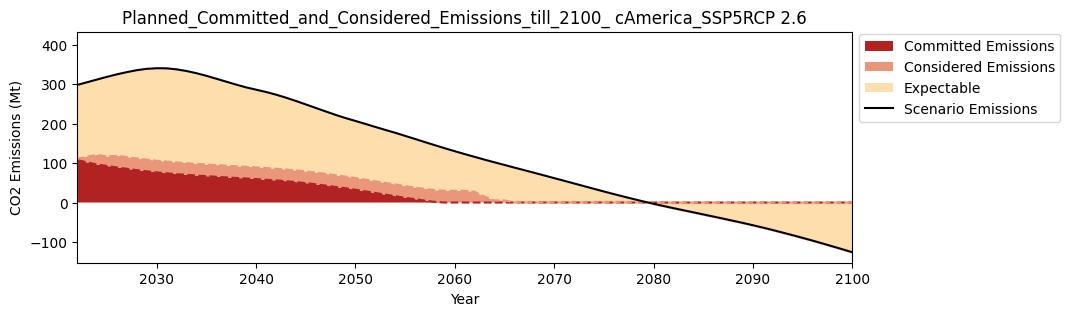 Planned_Committed_and_Considered_Emissions_till_2100_ cAmerica_SSP5RCP 2.6
Committed Emissions
Considered Emissions
Expectable
Scenario Emissions
CO2 Emissions (Mt)
400
300
200
100
0
−100
2030
2040
2050
2060
2070
2080
2090
2100
Year